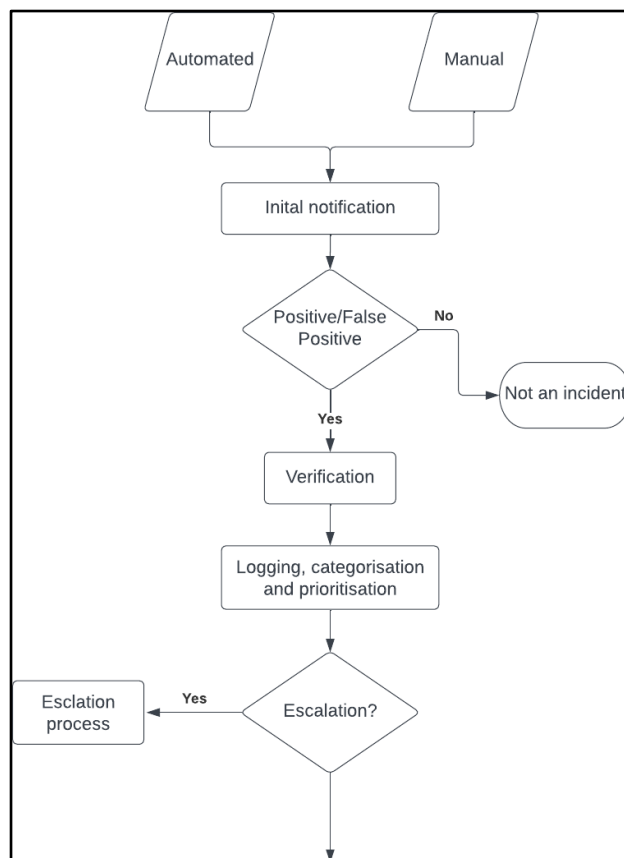 Automated
Manual
Inital notification
Positive/False
Positive
No
Not an incident
Yes
Verification
Logging, categorisation
and prioritisation
Escalation?
Yes
Esclation
process